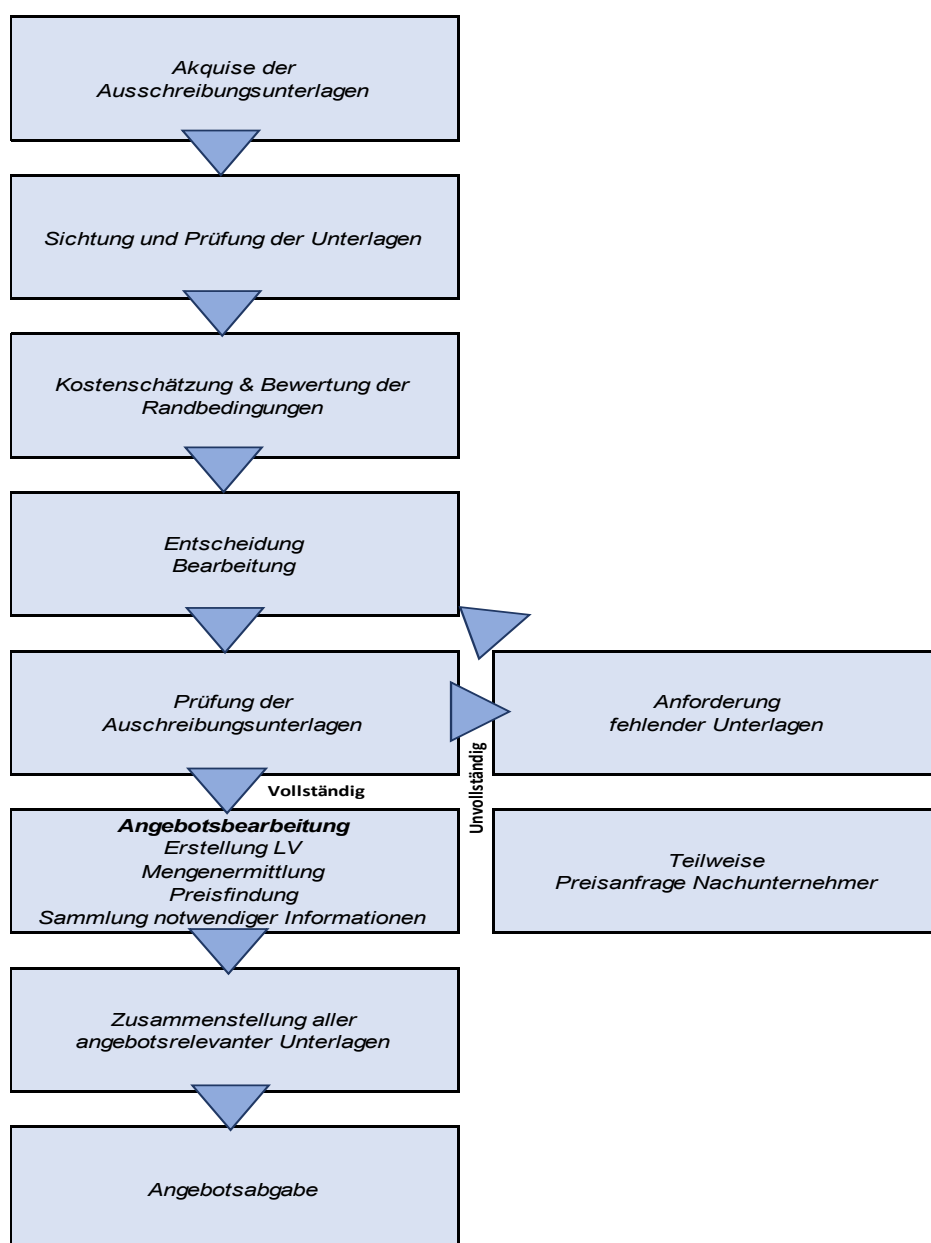 Akquise der
Ausschreibungsunterlagen
Sichtung und Prüfung der Unterlagen
Kostenschätzung & Bewertung der
Randbedingungen
Entscheidung
Bearbeitung
Prüfung der
Auschreibungsunterlagen
Anforderung
fehlender Unterlagen
Unvollständig
Vollständig
Angebotsbearbeitung
Erstellung LV
Mengenermittlung
Preisfindung
Sammlung notwendiger Informationen
Teilweise
Preisanfrage Nachunternehmer
Zusammenstellung aller
angebotsrelevanter Unterlagen
Angebotsabgabe